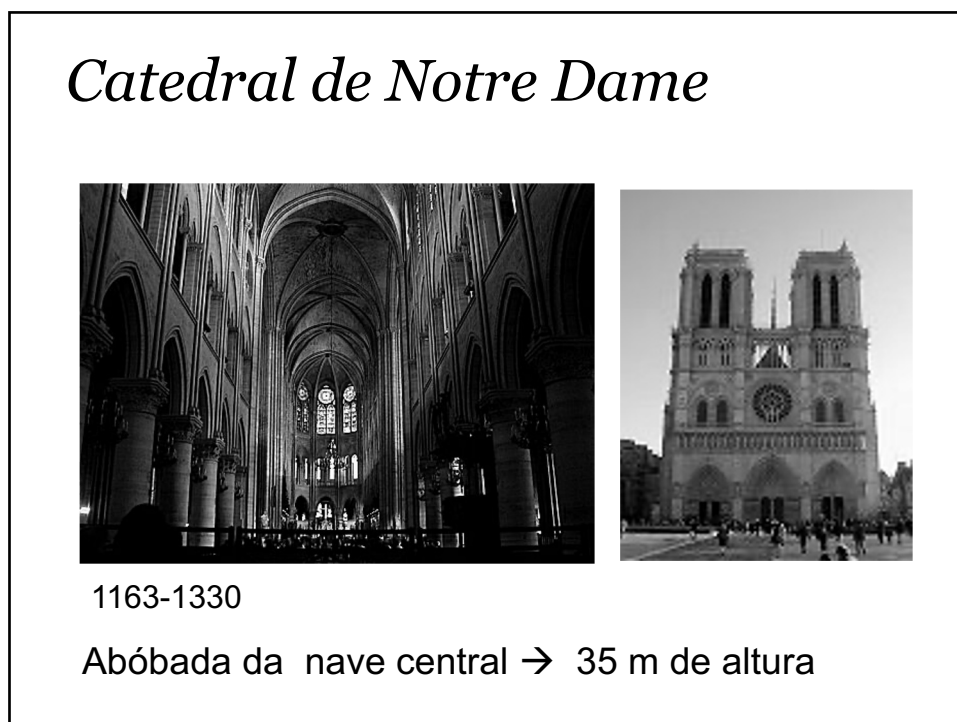 Catedral de Notre Dame
1163-1330
Abóbada da nave central → 35 m de altura